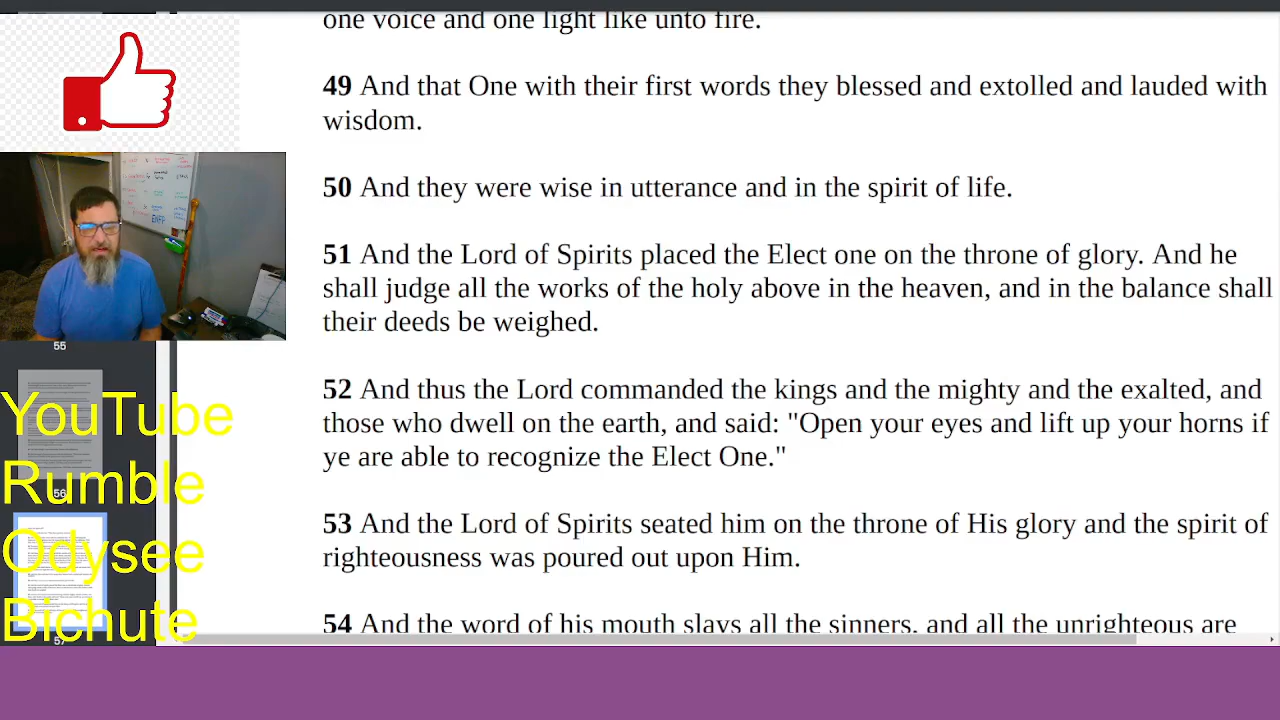 one voice and one light like unto fire.
49 And that One with their first words they blessed and extolled and lauded with
wisdom.
50 And they were wise in utterance and in the spirit of life.
51 And the Lord of Spirits placed the Elect one on the throne of glory. And he
shall judge all the works of the holy above in the heaven, and in the balance shall
their deeds be weighed.
52 And thus the Lord commanded the kings and the mighty and the exalted, and
those who dwell on the earth, and said: "Open your eyes and lift up your horns if
ye are able to recognize the Elect One."
53 And the Lord of Spirits seated him on the throne of His glory and the spirit of
righteousness was poured out upon Him.
54 And the word of his mouth slays all the sinners, and all the unrighteous are
55
YouTube
Rumble
56
Odysee
Bichute
57